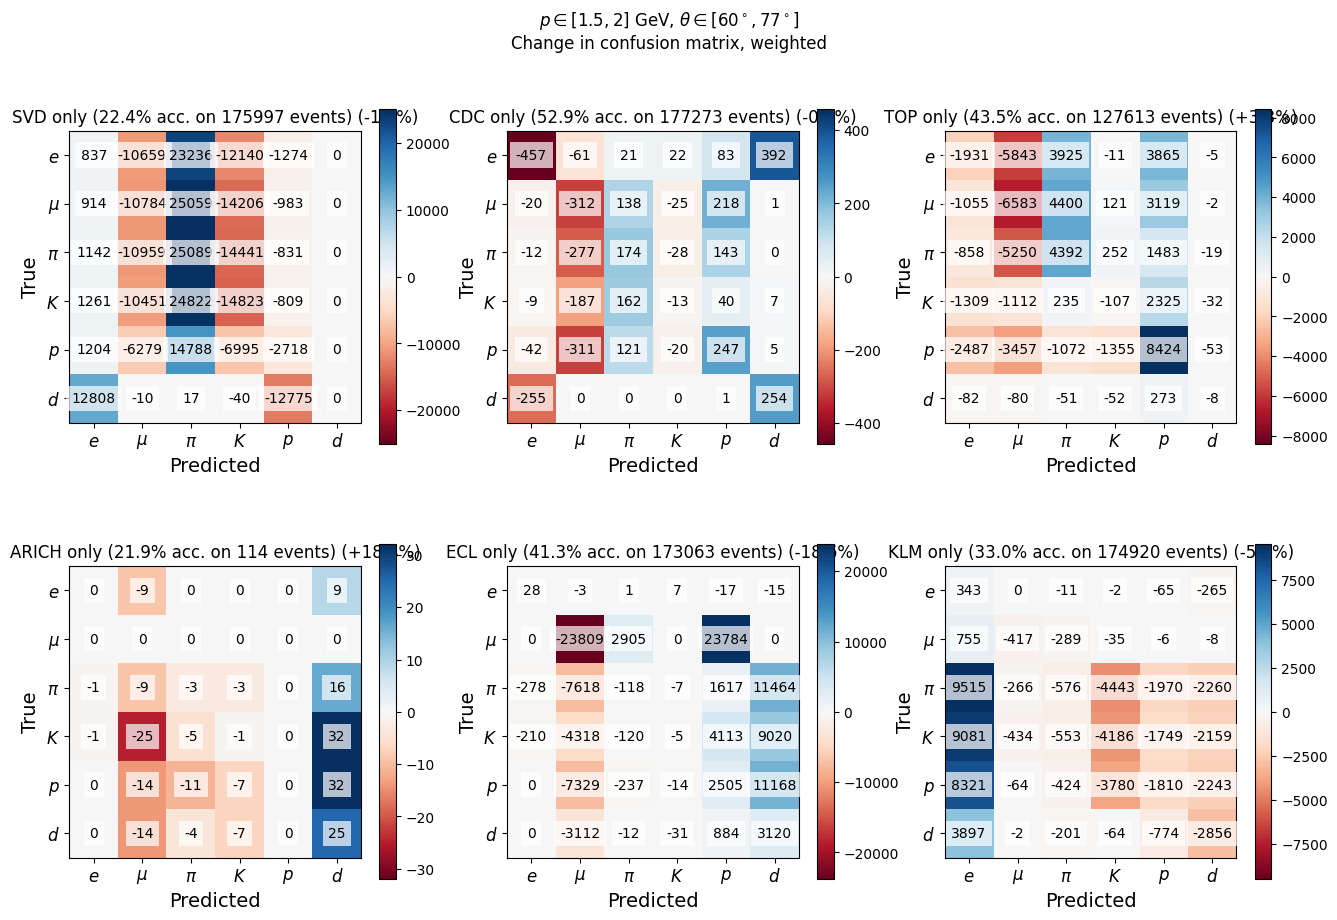 p ∈ [1.5, 2] GeV, θ ∈ [60°, 77°]
Change in confusion matrix, weighted
SVD only (22.4% acc. on 175997 events)
e 837 -10659 23236 -12140 -1274 0
μ 914 -10784 25059 -14206 -983 0
π 1142 -10959 25089 -14441 -831 0
K 1261 -10451 24822 -14823 -809 0
p 1204 -6279 14788 -6995 -2718 0
d 12808 -10 17 -40 -12775 0
e μ π K p d
Predicted
True
20000
10000
0
−10000
−20000
CDC only (52.9% acc. on 177273 events)
e -457 -61 21 22 83 392
μ -20 -312 138 -25 218 1
π -12 -277 174 -28 143 0
K -9 -187 162 -13 40 7
p -42 -311 121 -20 247 5
d -255 0 0 0 1 254
e μ π K p d
Predicted
True
400
200
0
−200
−400
TOP only (43.5% acc. on 127613 events)
e -1931 -5843 3925 -11 3865 -5
μ -1055 -6583 4400 121 3119 -2
π -858 -5250 4392 252 1483 -19
K -1309 -1112 235 -107 2325 -32
p -2487 -3457 -1072 -1355 8424 -53
d -82 -80 -51 -52 273 -8
e μ π K p d
Predicted
True
8000
6000
4000
2000
0
−2000
−4000
−6000
−8000
ARICH only (21.9% acc. on 114 events)
e 0 -9 0 0 0 9
μ 0 0 0 0 0 0
π -1 -9 -3 -3 0 16
K -1 -25 -5 -1 0 32
p 0 -14 -11 -7 0 32
d 0 -14 -4 -7 0 25
e μ π K p d
Predicted
True
30
20
10
0
−10
−20
−30
ECL only (41.3% acc. on 173063 events)
e 28 -3 1 7 -17 -15
μ 0 -23809 2905 0 23784 0
π -278 -7618 -118 -7 1617 11464
K -210 -4318 -120 -5 4113 9020
p 0 -7329 -237 -14 2505 11168
d 0 -3112 -12 -31 884 3120
e μ π K p d
Predicted
True
20000
10000
0
−10000
−20000
KLM only (33.0% acc. on 174920 events)
e 343 0 -11 -2 -65 -265
μ 755 -417 -289 -35 -6 -8
π 9515 -266 -576 -4443 -1970 -2260
K 9081 -434 -553 -4186 -1749 -2159
p 8321 -64 -424 -3780 -1810 -2243
d 3897 -2 -201 -64 -774 -2856
e μ π K p d
Predicted
True
7500
5000
2500
0
−2500
−5000
−7500